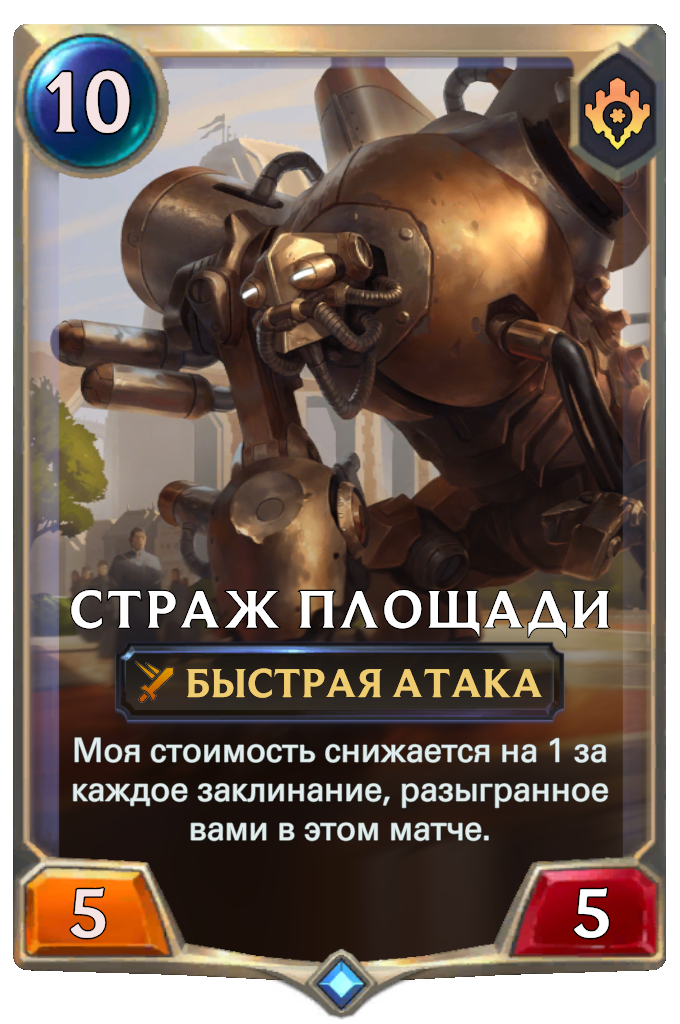 10
СТРАЖ ПЛОЩАДИ
БЫСТРАЯ АТАКА
Моя стоимость снижается на 1 за
каждое заклинание, разыгранное
вами в этом матче.
5 5